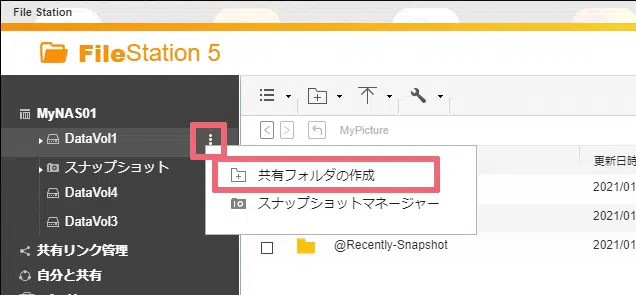 File Station
FileStation 5
MyNAS01
DataVol1
スナップショット
DataVol4
DataVol3
共有リンク管理
自分と共有
MyPicture
共有フォルダの作成
スナップショットマネージャー
更新日時
2021/01
2021/01
@Recently-Snapshot
2021/01